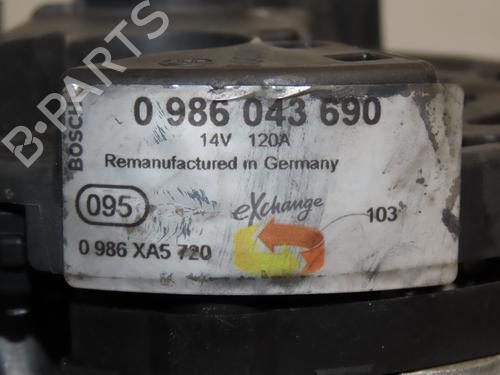 B-PARTS
BOSCH
0 986 043 690
14V 120A
Remanufactured in Germany
095
eXchange
103
0 986 XA5 720